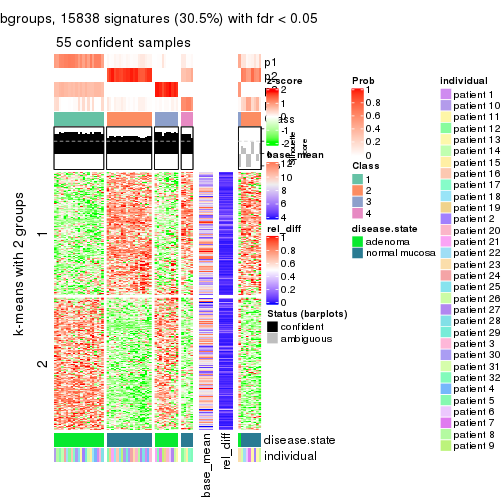 bgroups, 15838 signatures (30.5%) with fdr < 0.05
55 confident samples
p1
p2
z-score
2
1
0
-1
-2
Silhouette
score
base_mean
12
10
8
6
4
rel_diff
1
0.8
0.6
0.4
0.2
0
Status (barplots)
confident
ambiguous
Prob
1
0.8
0.6
0.4
0.2
0
Class
1
2
3
4
disease.state
adenoma
normal mucosa
individual
patient 1
patient 10
patient 11
patient 12
patient 13
patient 14
patient 15
patient 16
patient 17
patient 18
patient 19
patient 2
patient 20
patient 21
patient 22
patient 23
patient 24
patient 25
patient 26
patient 27
patient 28
patient 29
patient 3
patient 30
patient 31
patient 32
patient 4
patient 5
patient 6
patient 7
patient 8
patient 9
k-means with 2 groups
1
2
disease.state
individual
base_mean
rel_diff